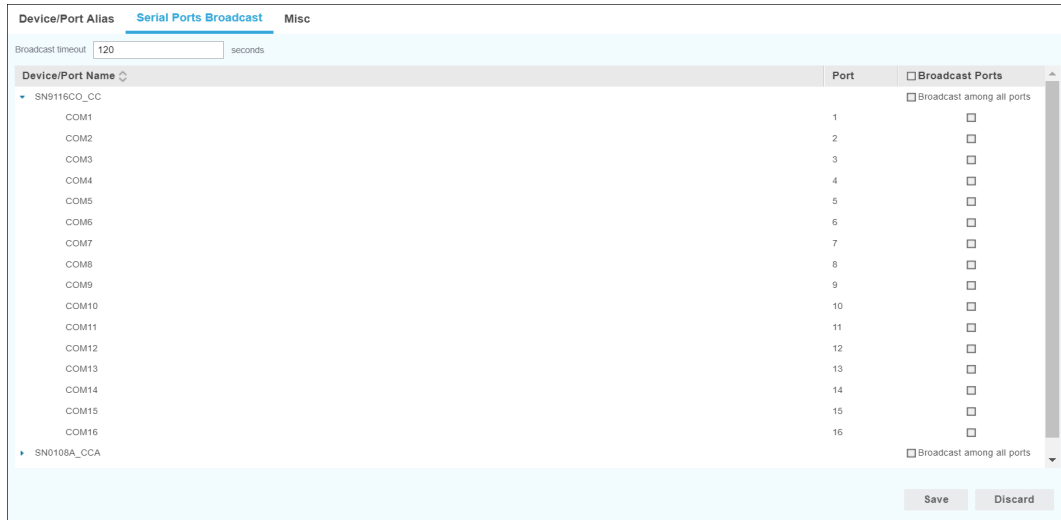 Device/Port Alias Serial Ports Broadcast Misc
Broadcast timeout 120 seconds
Device/Port Name Port Broadcast Ports
SN9116CO_CC Broadcast among all ports
COM1 1
COM2 2
COM3 3
COM4 4
COM5 5
COM6 6
COM7 7
COM8 8
COM9 9
COM10 10
COM11 11
COM12 12
COM13 13
COM14 14
COM15 15
COM16 16
SN0108A_CCA Broadcast among all ports
Save Discard